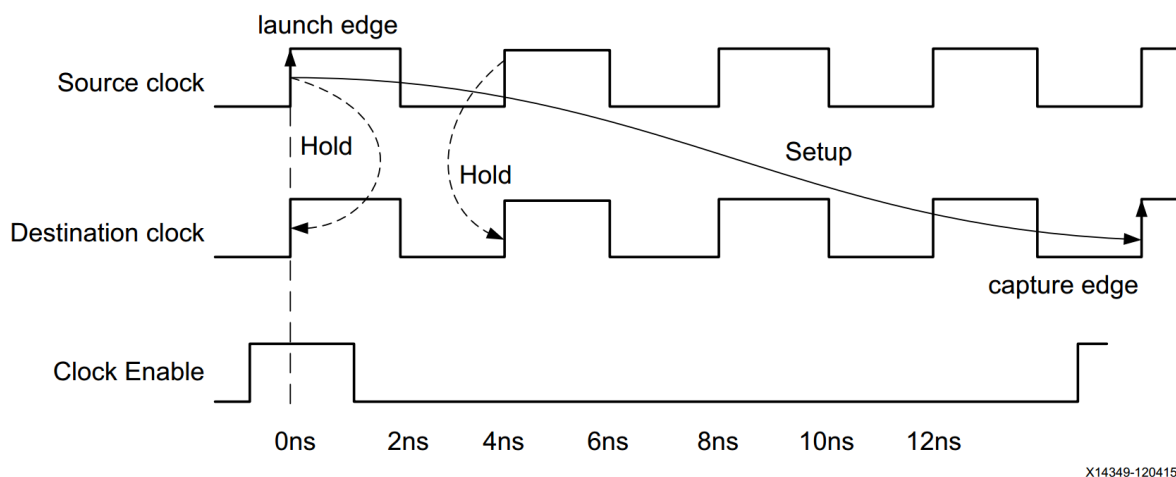 launch edge
Source clock
Hold
Hold
Setup
Destination clock
capture edge
Clock Enable
0ns 2ns 4ns 6ns 8ns 10ns 12ns
X14349-120415